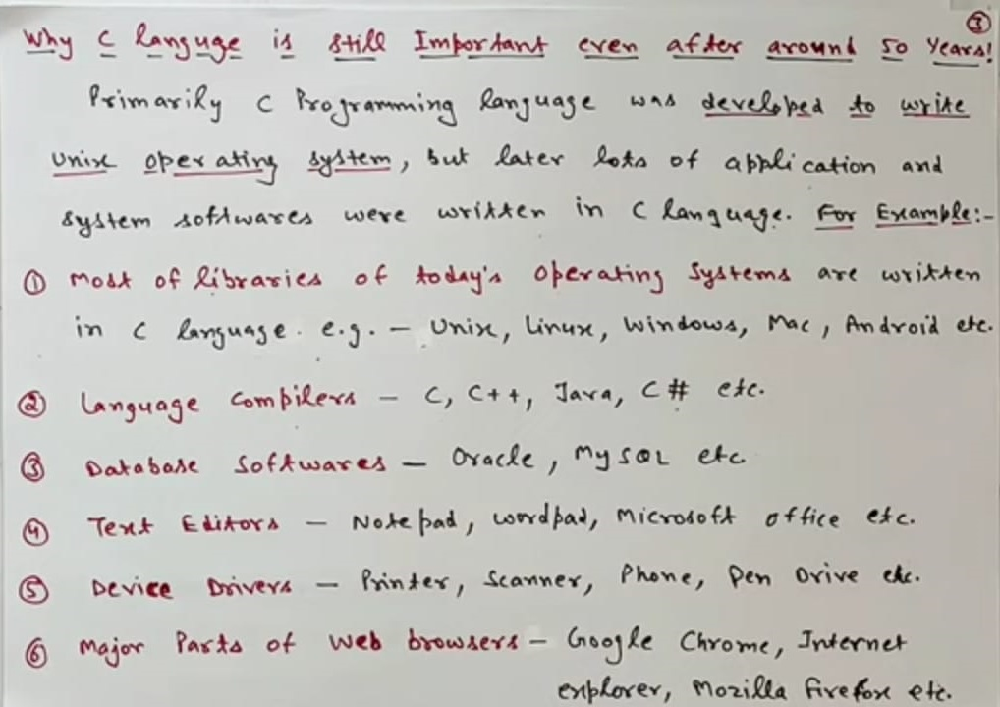 ③
Why C languge is still Important even after around 50 Years!
Primarily C Programming language was developed to write
Unix operating system, but later lots of application and
system softwares were written in C language. For Example:-
① Most of libraries of today's Operating Systems are written
in C language. e.g. - Unix, Linux, Windows, Mac, Android etc.
② Language Compilers - C, C++, Java, C# etc.
③ Database Softwares - Oracle, MySQL etc
④ Text Editors - Notepad, wordpad, Microsoft office etc.
⑤ Device Drivers - Printer, Scanner, Phone, Pen Drive etc.
⑥ Major Parts of Web browsers - Google Chrome, Internet
explorer, Mozilla firefox etc.